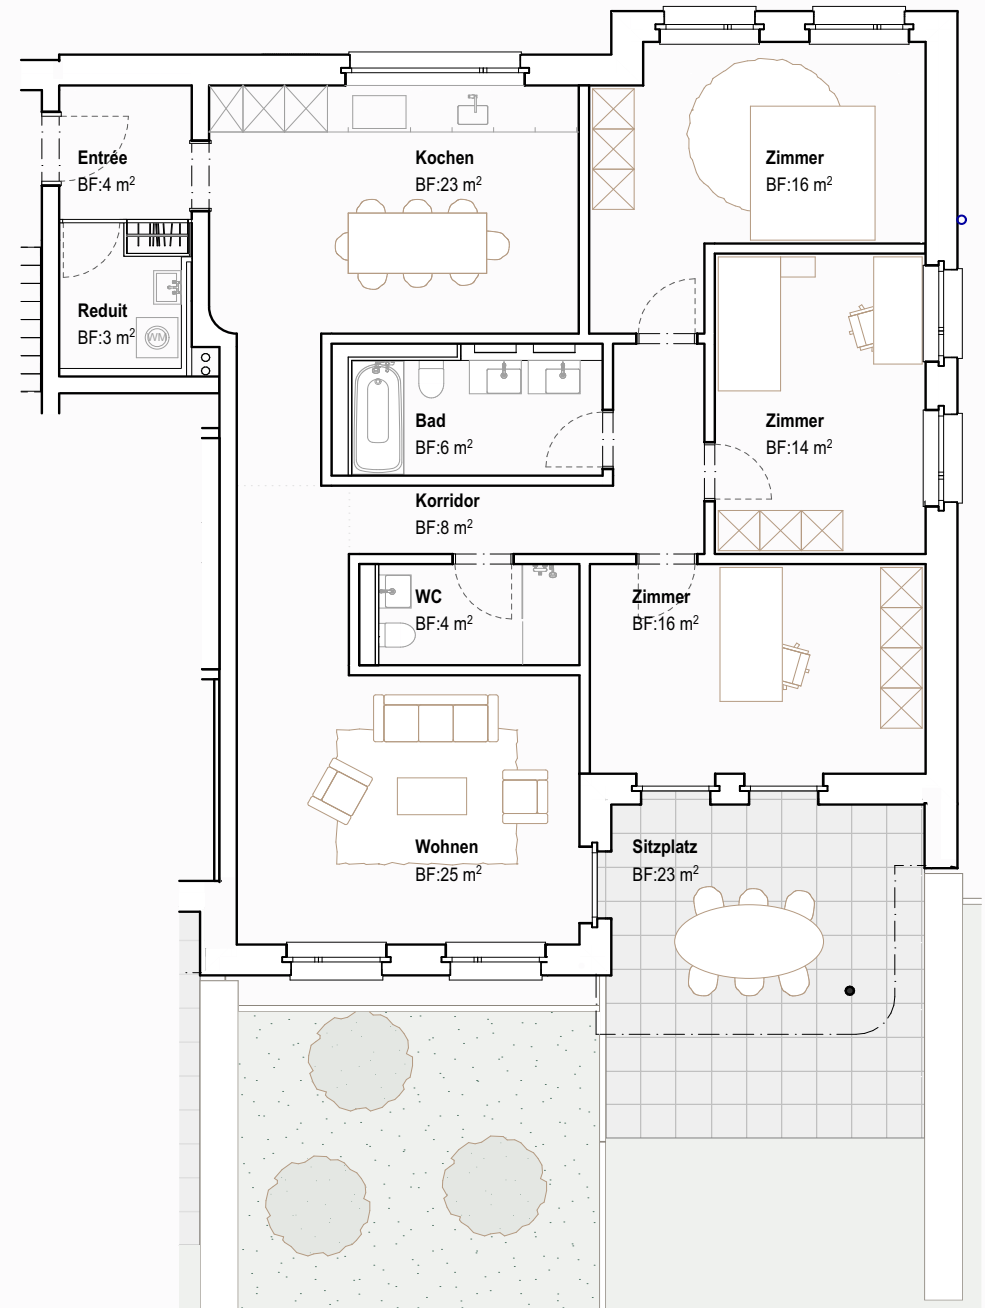 Entrée
BF:4 m²
Kochen
BF:23 m²
Zimmer
BF:16 m²
Reduit
BF:3 m²
WM
Bad
BF:6 m²
Zimmer
BF:14 m²
Korridor
BF:8 m²
WC
BF:4 m²
Zimmer
BF:16 m²
Wohnen
BF:25 m²
Sitzplatz
BF:23 m²